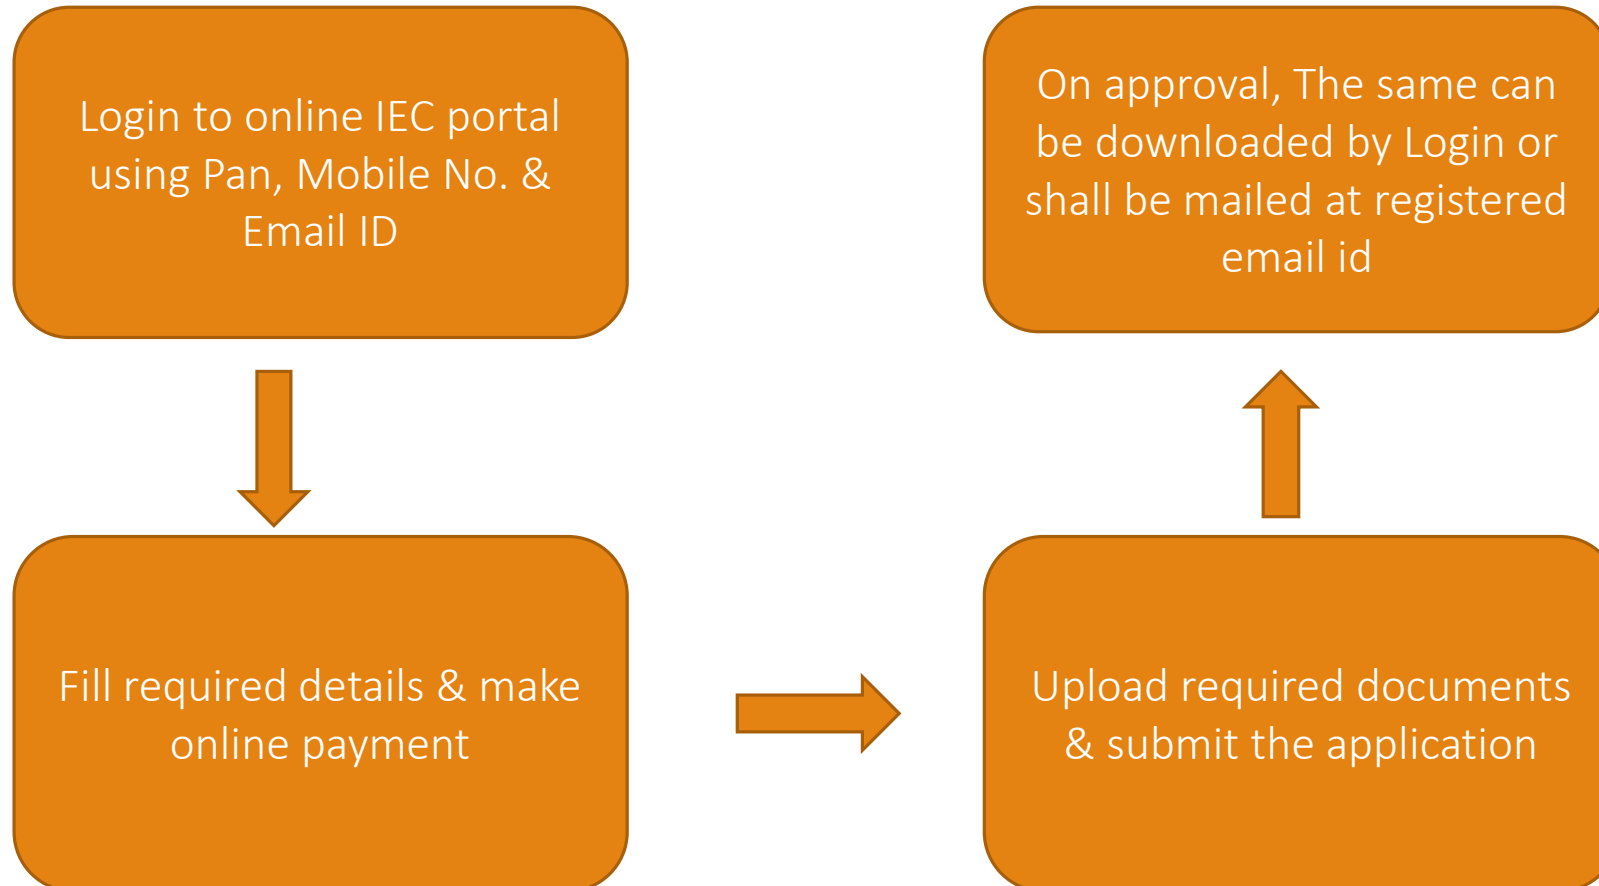 Login to online IEC portal
using Pan, Mobile No. &
Email ID
Fill required details & make
online payment
Upload required documents
& submit the application
On approval, The same can
be downloaded by Login or
shall be mailed at registered
email id